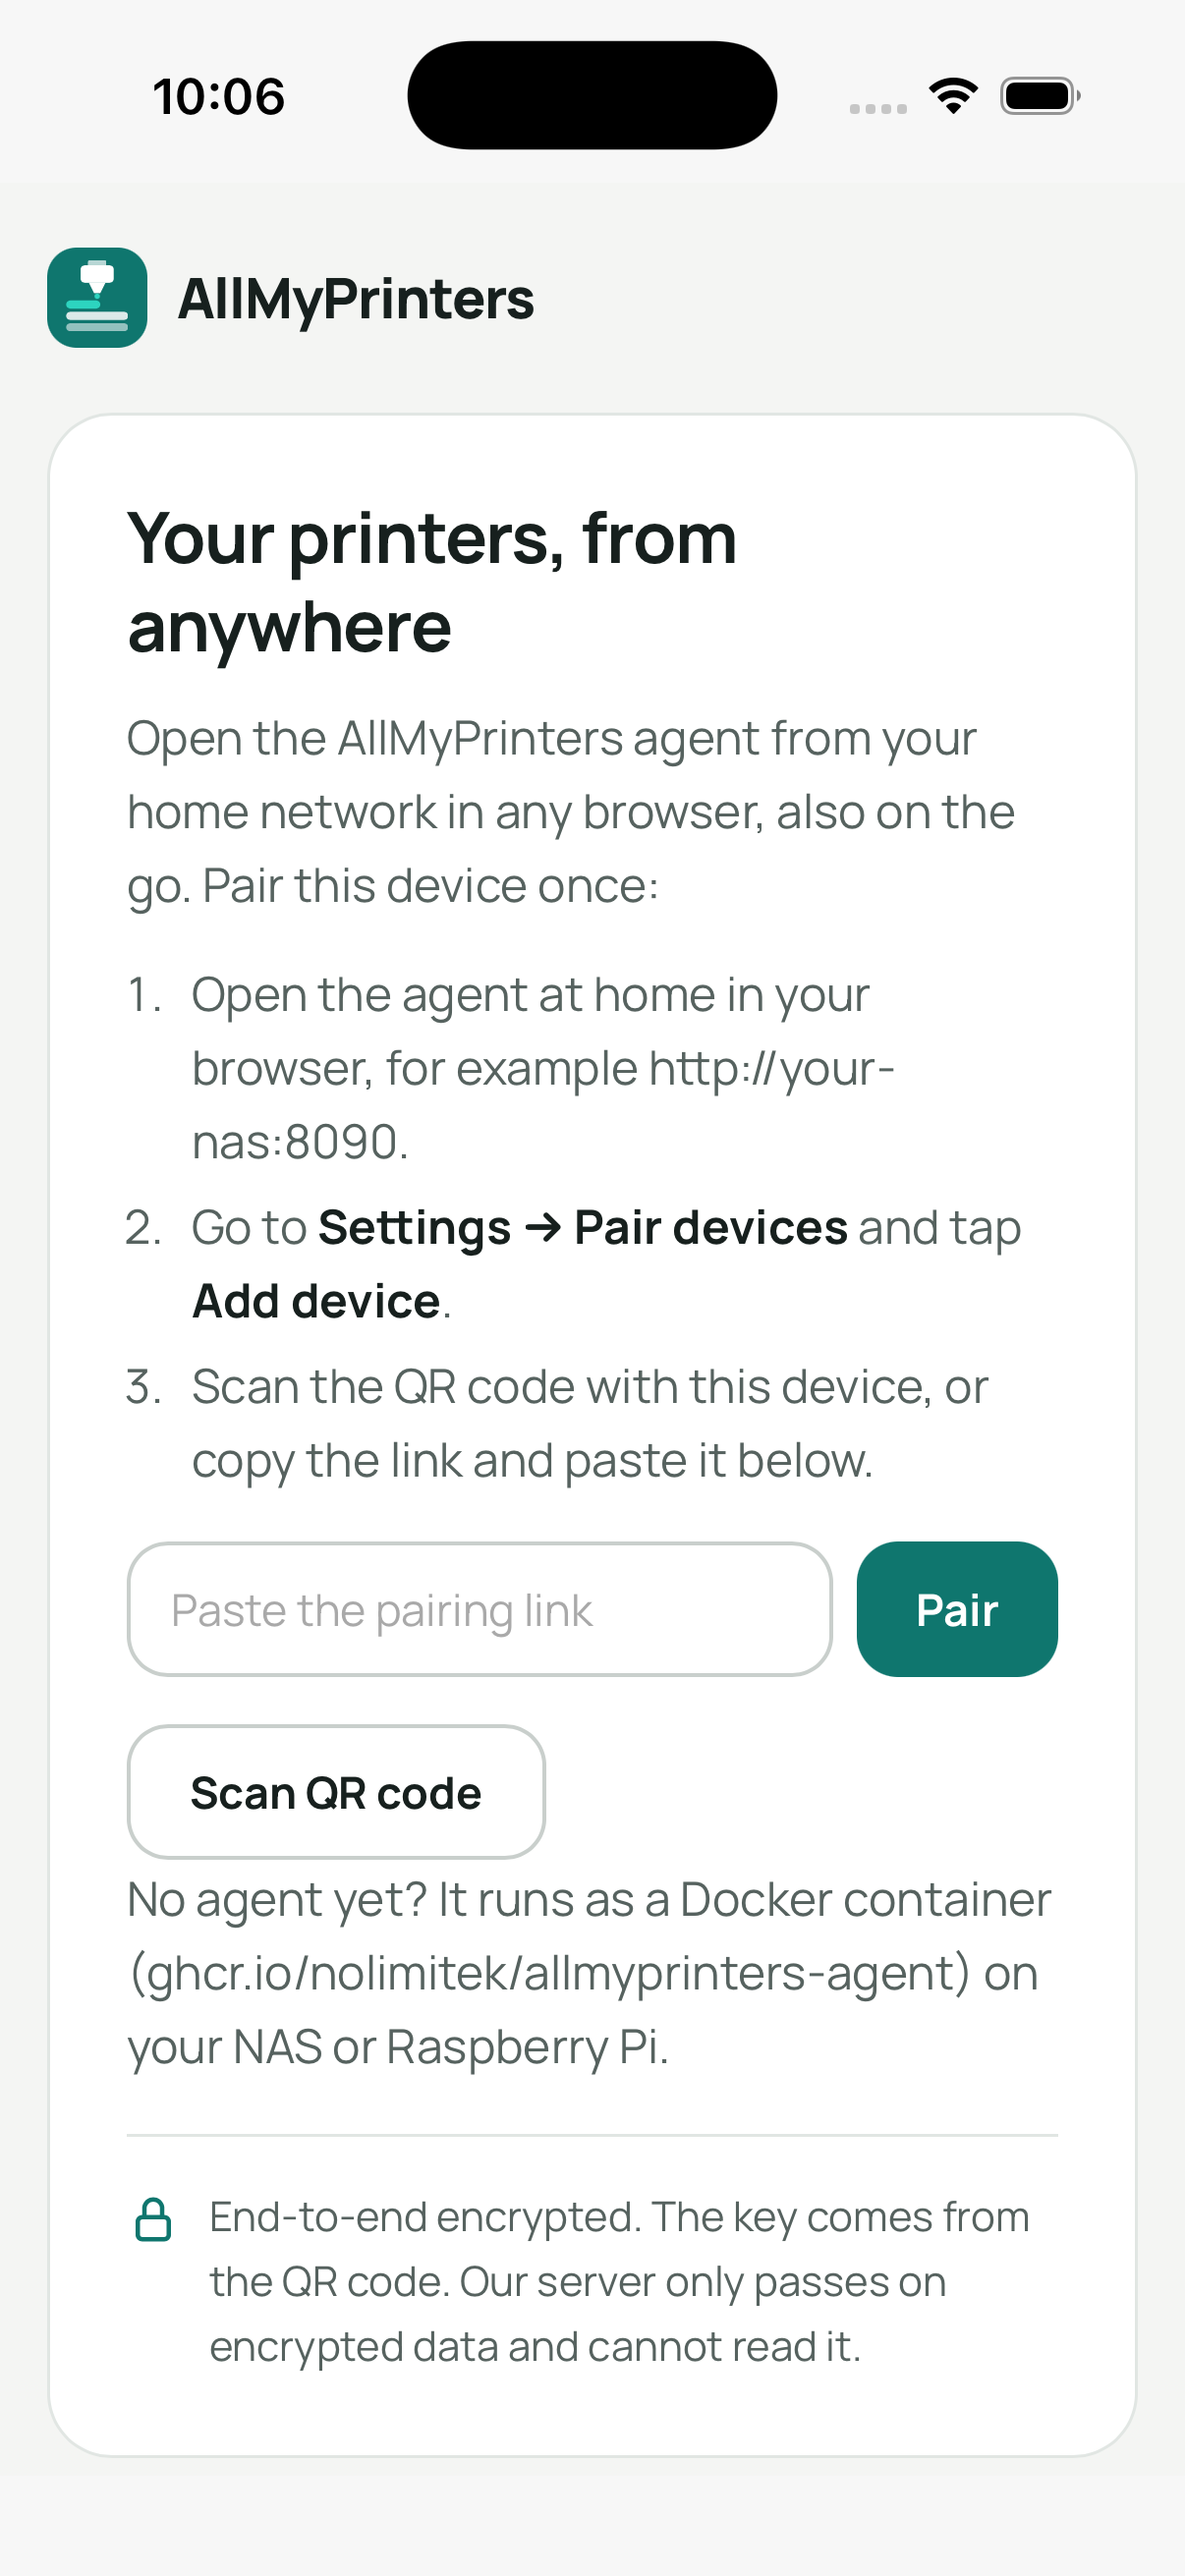 10:06
AllMyPrinters
Your printers, from
anywhere
Open the AllMyPrinters agent from your
home network in any browser, also on the
go. Pair this device once:
1. Open the agent at home in your
browser, for example http://your-
nas:8090.
2. Go to Settings → Pair devices and tap
Add device.
3. Scan the QR code with this device, or
copy the link and paste it below.
Paste the pairing link Pair
Scan QR code
No agent yet? It runs as a Docker container
(ghcr.io/nolimitek/allmyprinters-agent) on
your NAS or Raspberry Pi.
End-to-end encrypted. The key comes from
the QR code. Our server only passes on
encrypted data and cannot read it.